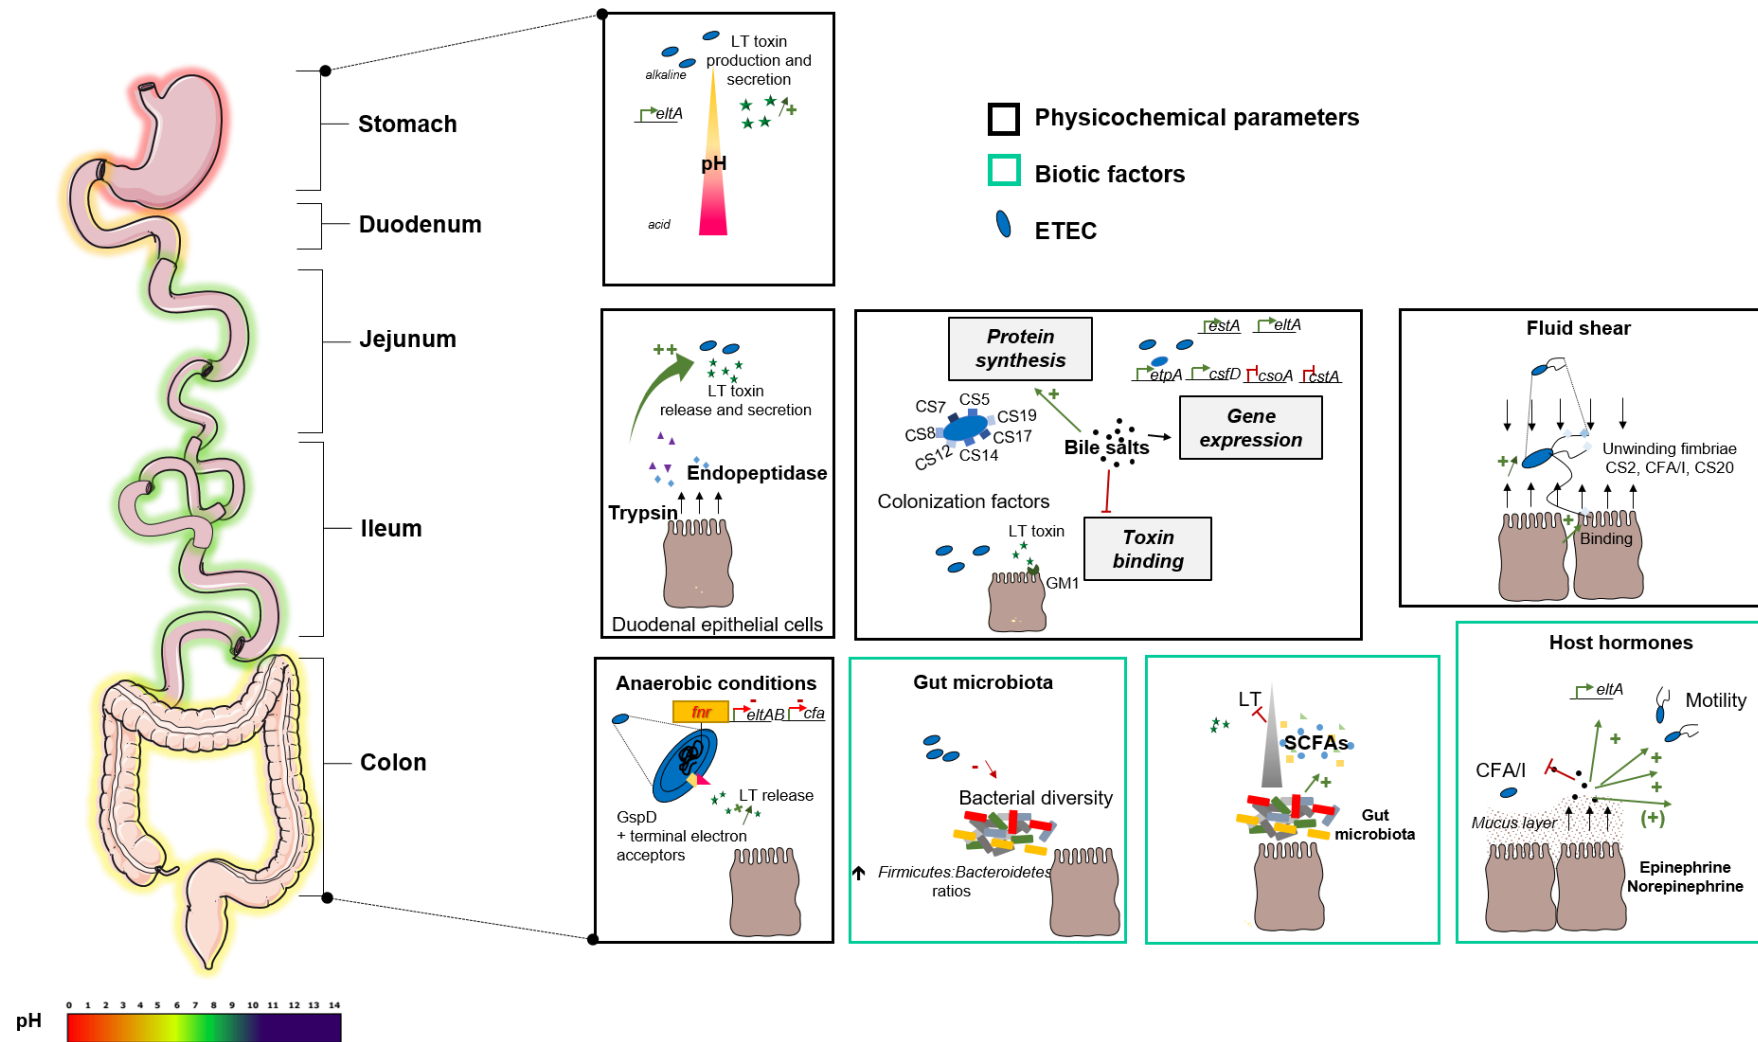 Stomach
Duodenum
Jejunum
Ileum
Colon
pH
0 1 2 3 4 5 6 7 8 9 10 11 12 13 14
LT toxin
production and
secretion
alkaline
eltA
+
pH
acid
Physicochemical parameters
Biotic factors
ETEC
++
LT toxin
release and secretion
Endopeptidase
Trypsin
Duodenal epithelial cells
Protein
synthesis
estA
eltA
etpA
csfD
csoA
cstA
+
CS7
CS5
CS19
CS8
CS17
CS12
CS14
Bile salts
Gene
expression
Colonization factors
LT toxin
GM1
Toxin
binding
Fluid shear
+
Unwinding fimbriae
CS2, CFA/I, CS20
+
Binding
Anaerobic conditions
fnr
-
eltAB
-
cfa
LT release
+
GspD
+ terminal electron
acceptors
Gut microbiota
-
Bacterial diversity
Firmicutes:Bacteroidetes
ratios
LT
SCFAs
+
Gut
microbiota
Host hormones
eltA
Motility
+
+
CFA/I
+
(+)
Mucus layer
Epinephrine
Norepinephrine